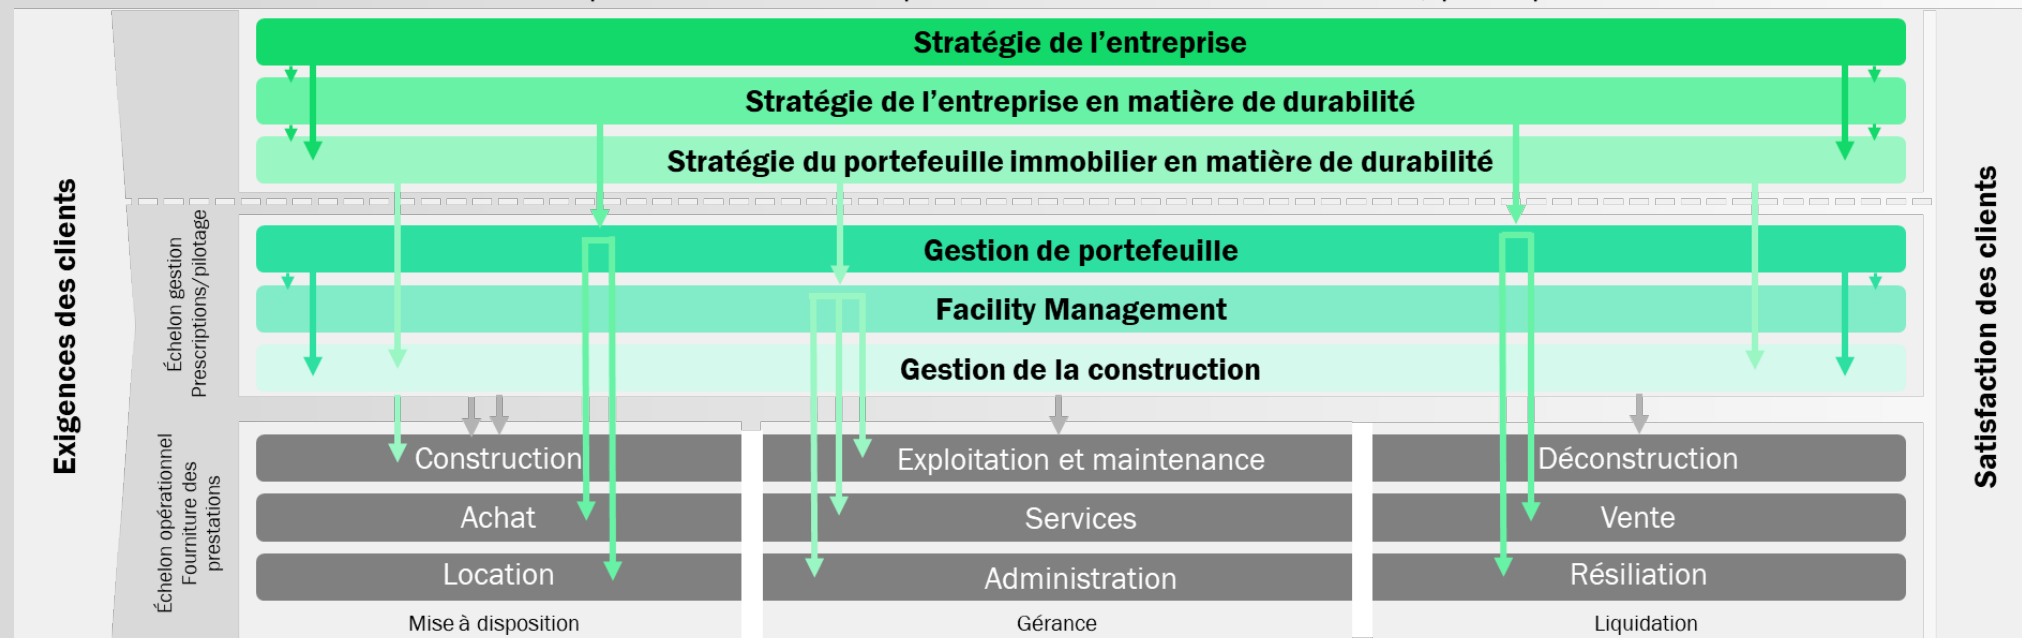 Stratégie de l’entreprise
Stratégie de l’entreprise en matière de durabilité
Stratégie du portefeuille immobilier en matière de durabilité
Exigences des clients
Échelon gestion
Prescriptions/pilotage
Gestion de portefeuille
Facility Management
Gestion de la construction
Satisfaction des clients
Échelon opérationnel
Fourniture des
prestations
Construction
Achat
Location
Mise à disposition
Exploitation et maintenance
Services
Administration
Gérance
Déconstruction
Vente
Résiliation
Liquidation